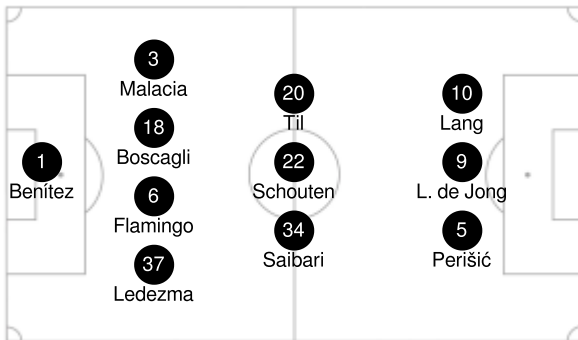 1
Benítez
3
Malacia
18
Boscagli
6
Flamingo
37
Ledezma
20
Til
22
Schouten
34
Saibari
10
Lang
9
L. de Jong
5
Perišić